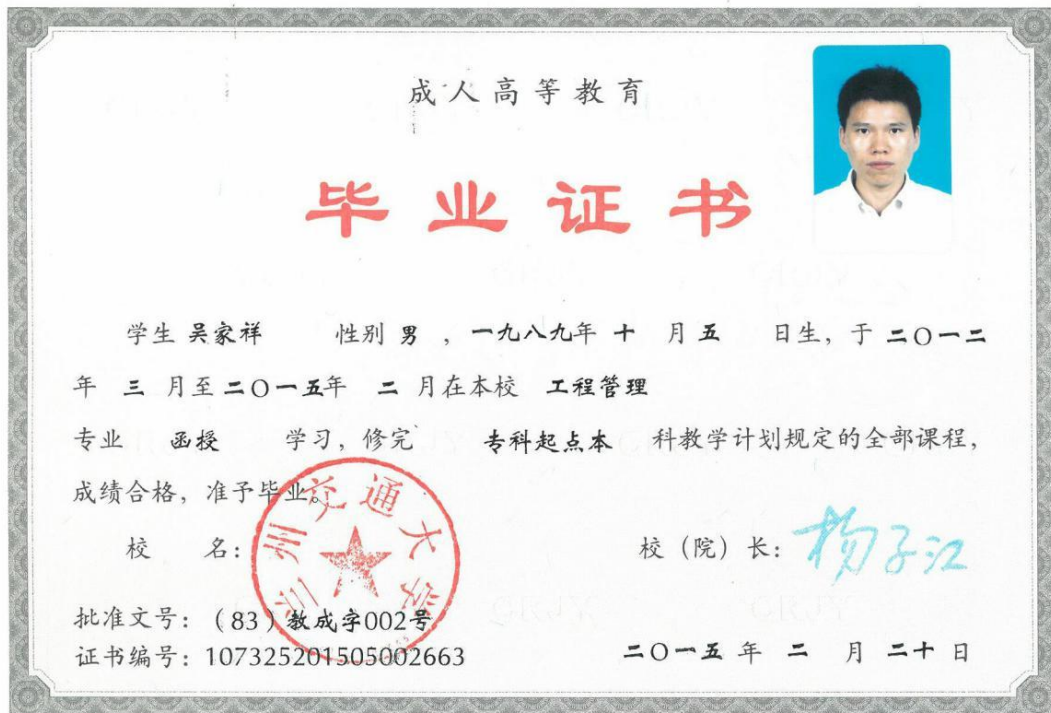 成人高等教育
毕业证书
学生 吴家祥 性别 男 ，一九八九年 十 月 五 日生，于 二〇一二
年 三 月至 二〇一五年 二 月在本校 工程管理
专业 函授 学习，修完 专科起点本 科教学计划规定的全部课程，
成绩合格，准予毕业。
兰州交通大学
校 名： 校（院）长：杨子江
批准文号：（83）教成字002号
证书编号：107325201505002663 二〇一五 年 二 月 二十 日